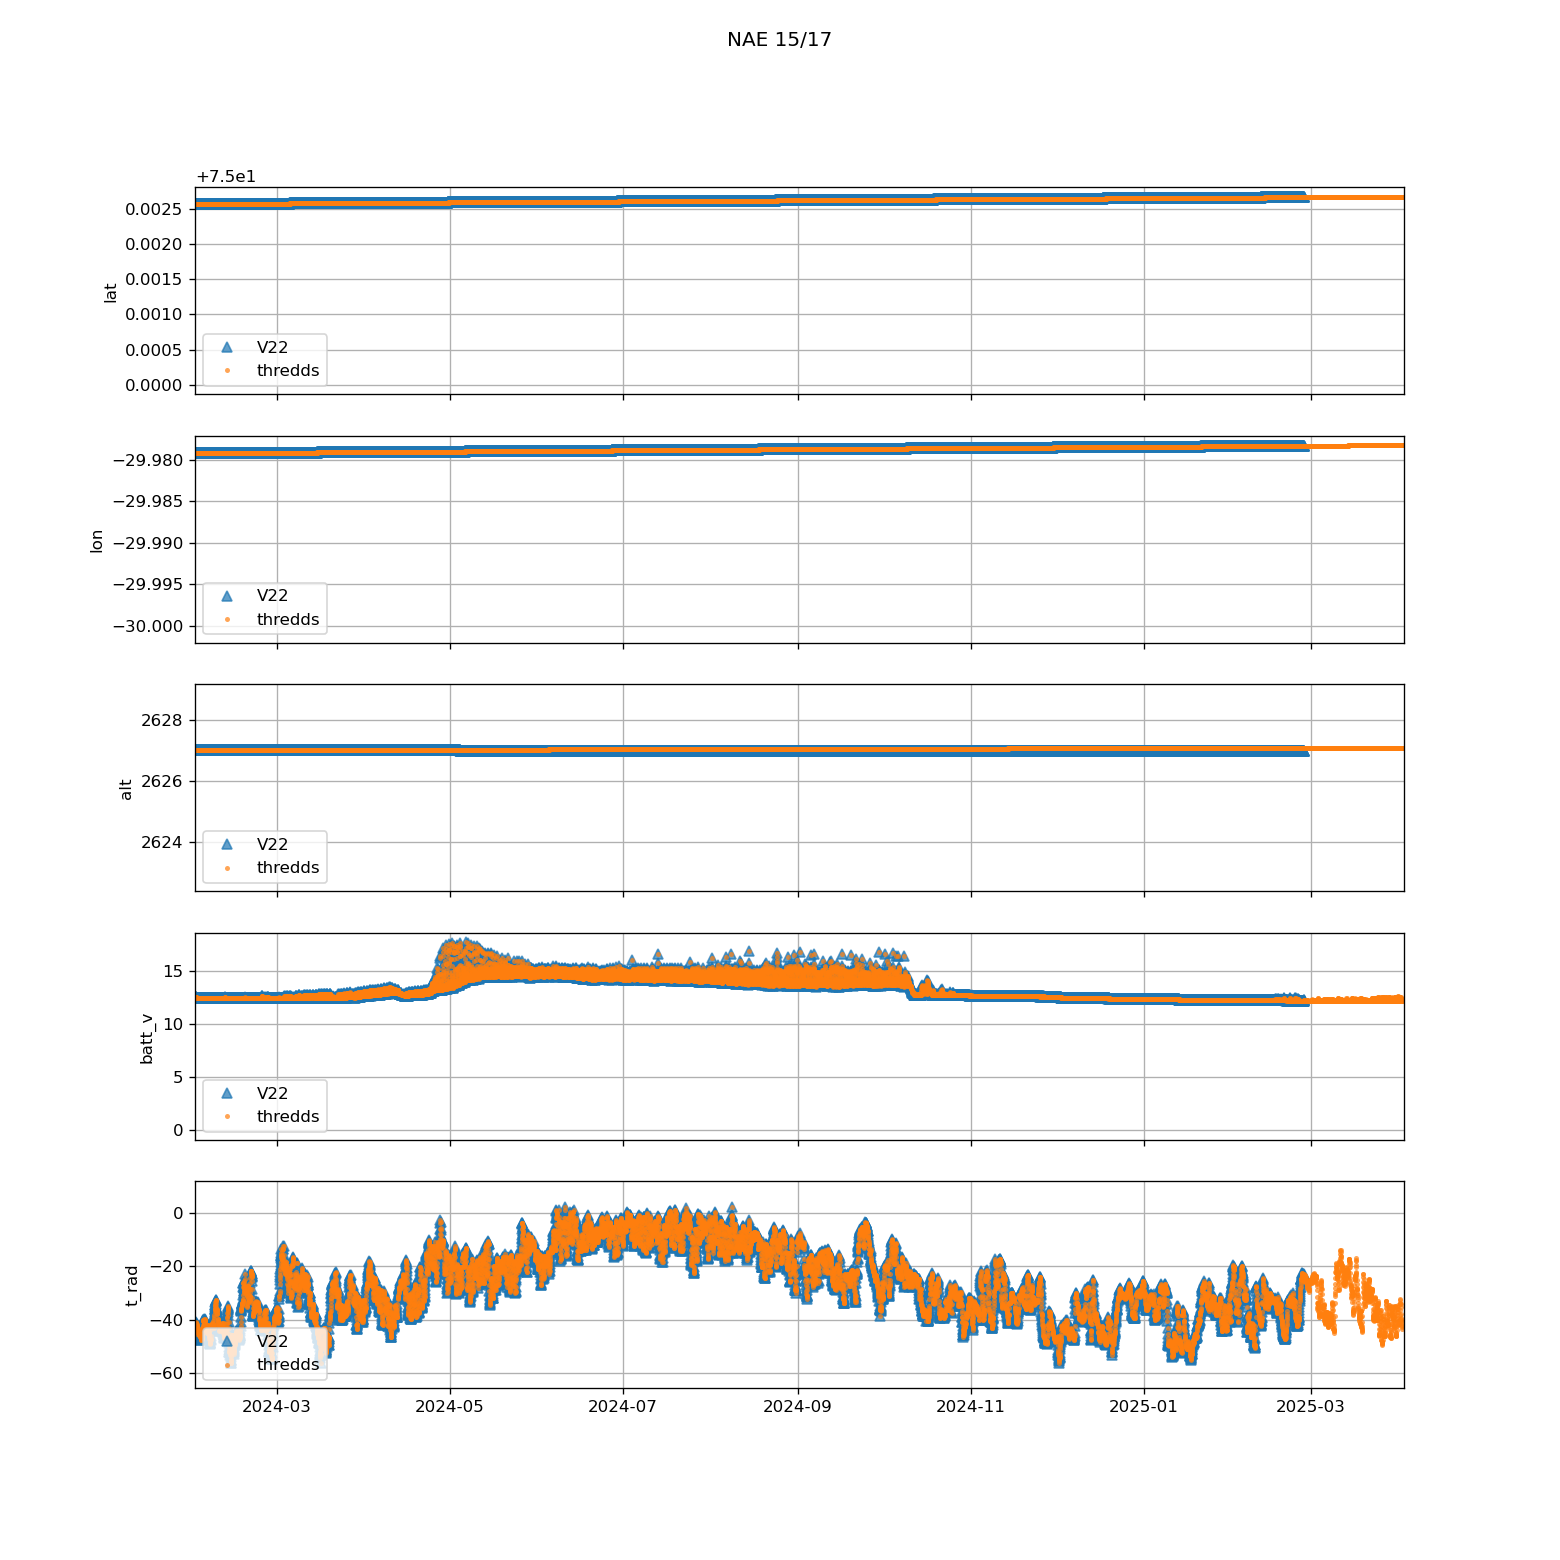 NAE 15/17
+7.5e1
0.0025
0.0020
0.0015
0.0010
0.0005
0.0000
lat
V22
thredds
−29.980
−29.985
−29.990
−29.995
−30.000
lon
V22
thredds
2628
2626
2624
alt
V22
thredds
15
10
5
0
batt_v
V22
thredds
0
−20
−40
−60
t_rad
V22
thredds
2024-03 2024-05 2024-07 2024-09 2024-11 2025-01 2025-03